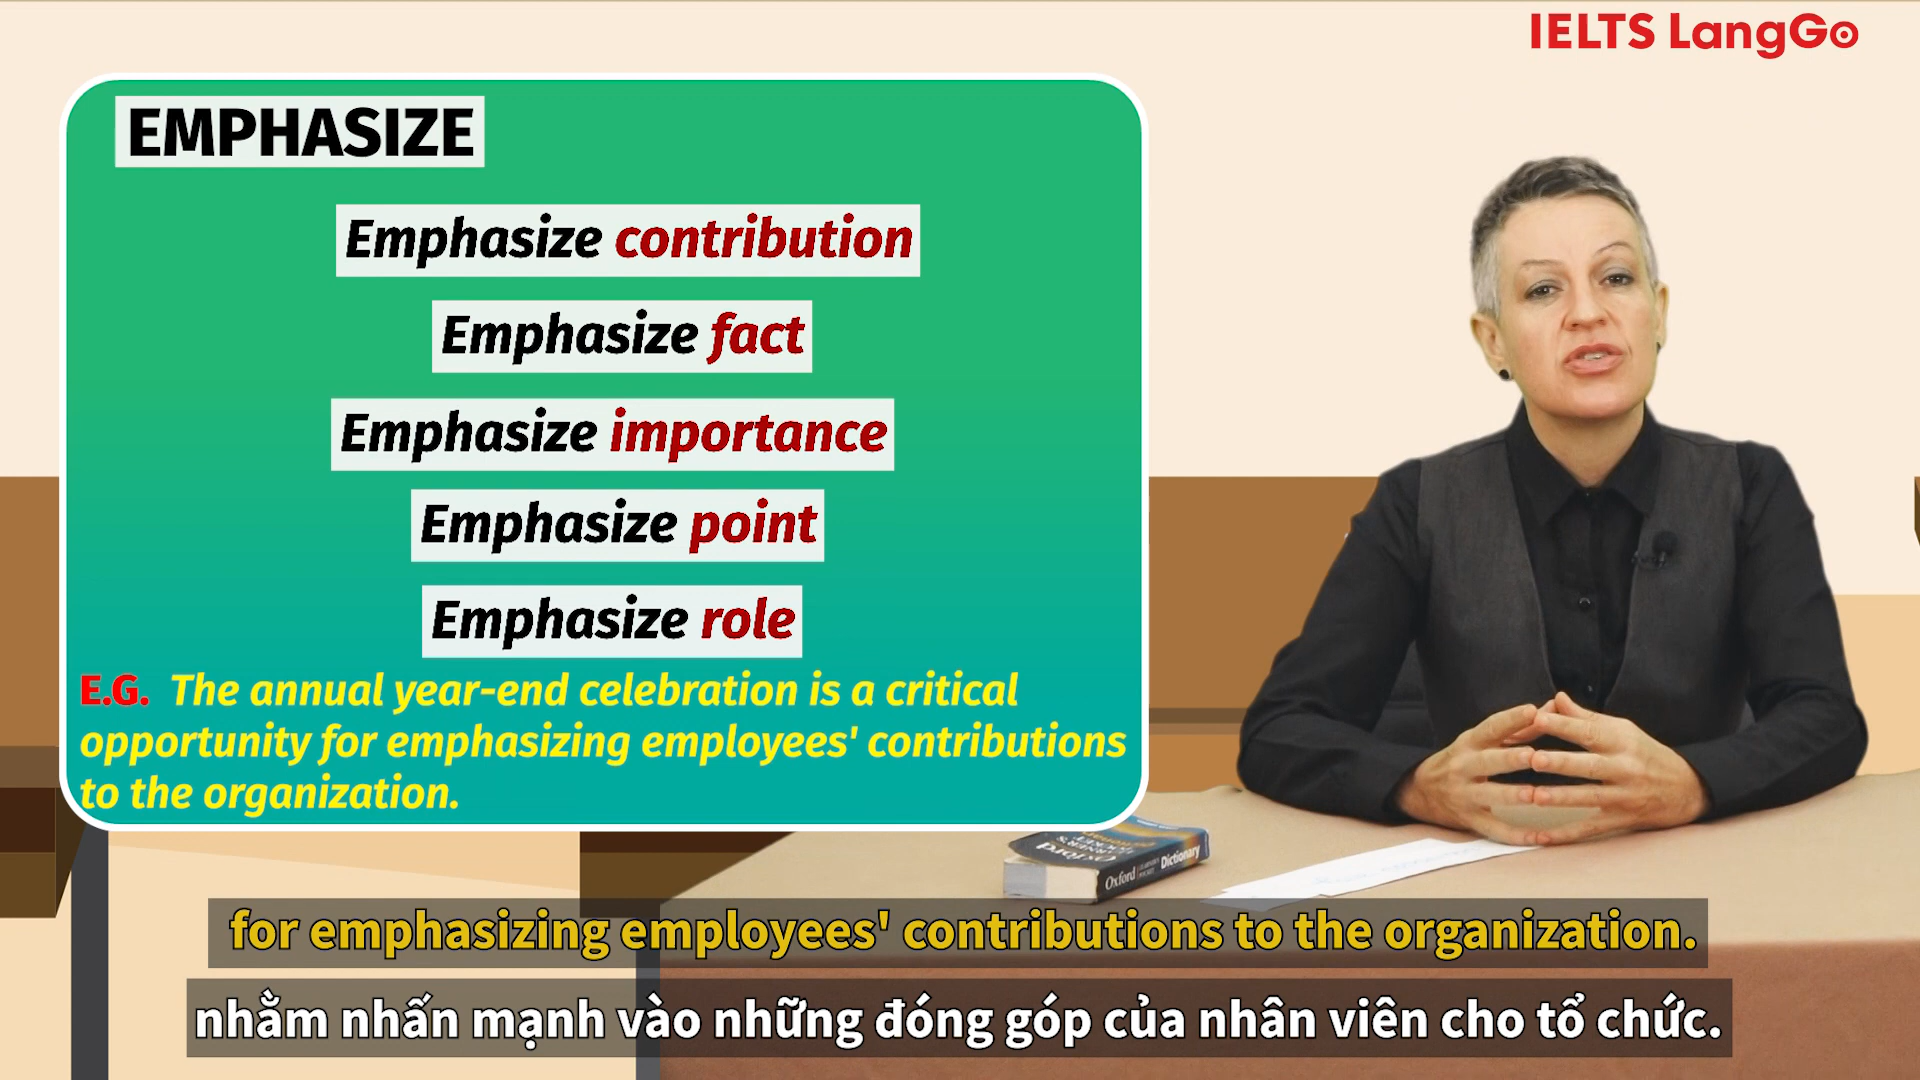 IELTS LangGo
EMPHASIZE
Emphasize contribution
Emphasize fact
Emphasize importance
Emphasize point
Emphasize role
E.G. The annual year-end celebration is a critical
opportunity for emphasizing employees' contributions
to the organization.
Oxford
Oxford
Dictionary
for emphasizing employees' contributions to the organization.
nhằm nhấn mạnh vào những đóng góp của nhân viên cho tổ chức.